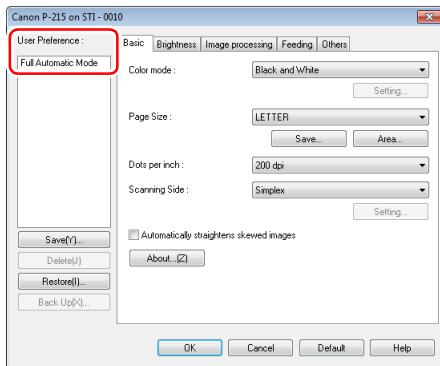 Canon P-215 on STI - 0010
User Preference :
Full Automatic Mode
Save(Y)...
Delete(J)
Restore(I)...
Back Up(X)...
Basic Brightness Image processing Feeding Others
Color mode : Black and White
Setting...
Page Size : LETTER
Save... Area...
Dots per inch : 200 dpi
Scanning Side : Simplex
Setting...
Automatically straightens skewed images
About...(Z)
OK Cancel Default Help